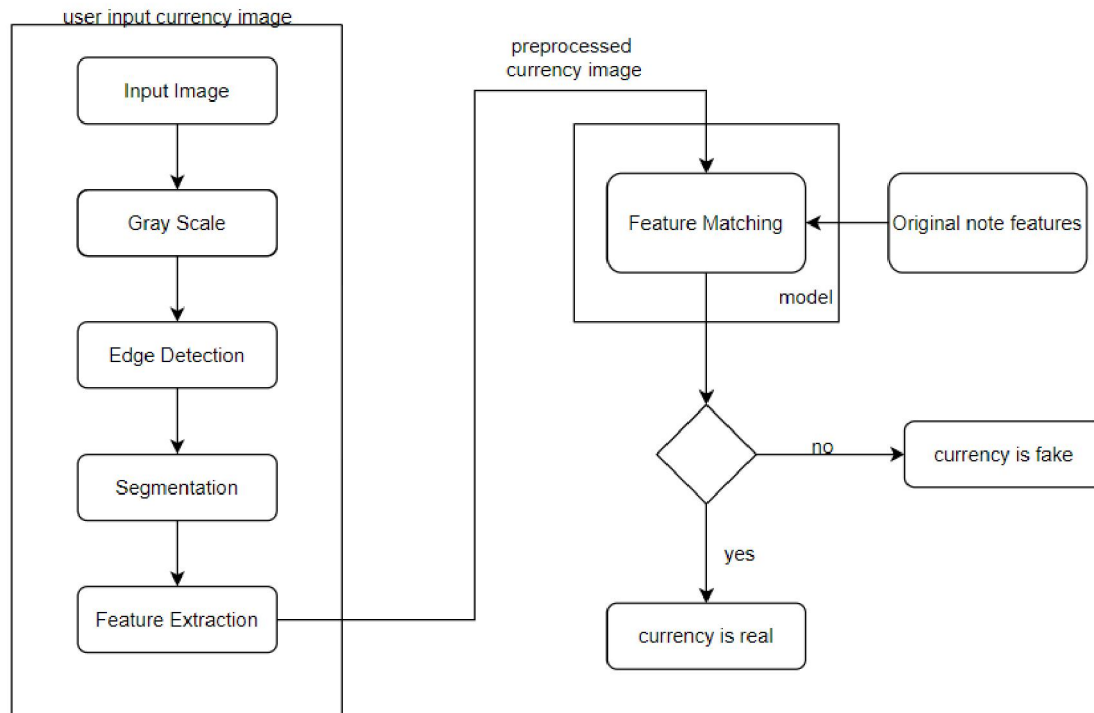 user input currency image
Input Image
Gray Scale
Edge Detection
Segmentation
Feature Extraction
preprocessed
currency image
Feature Matching
model
Original note features
no
currency is fake
yes
currency is real